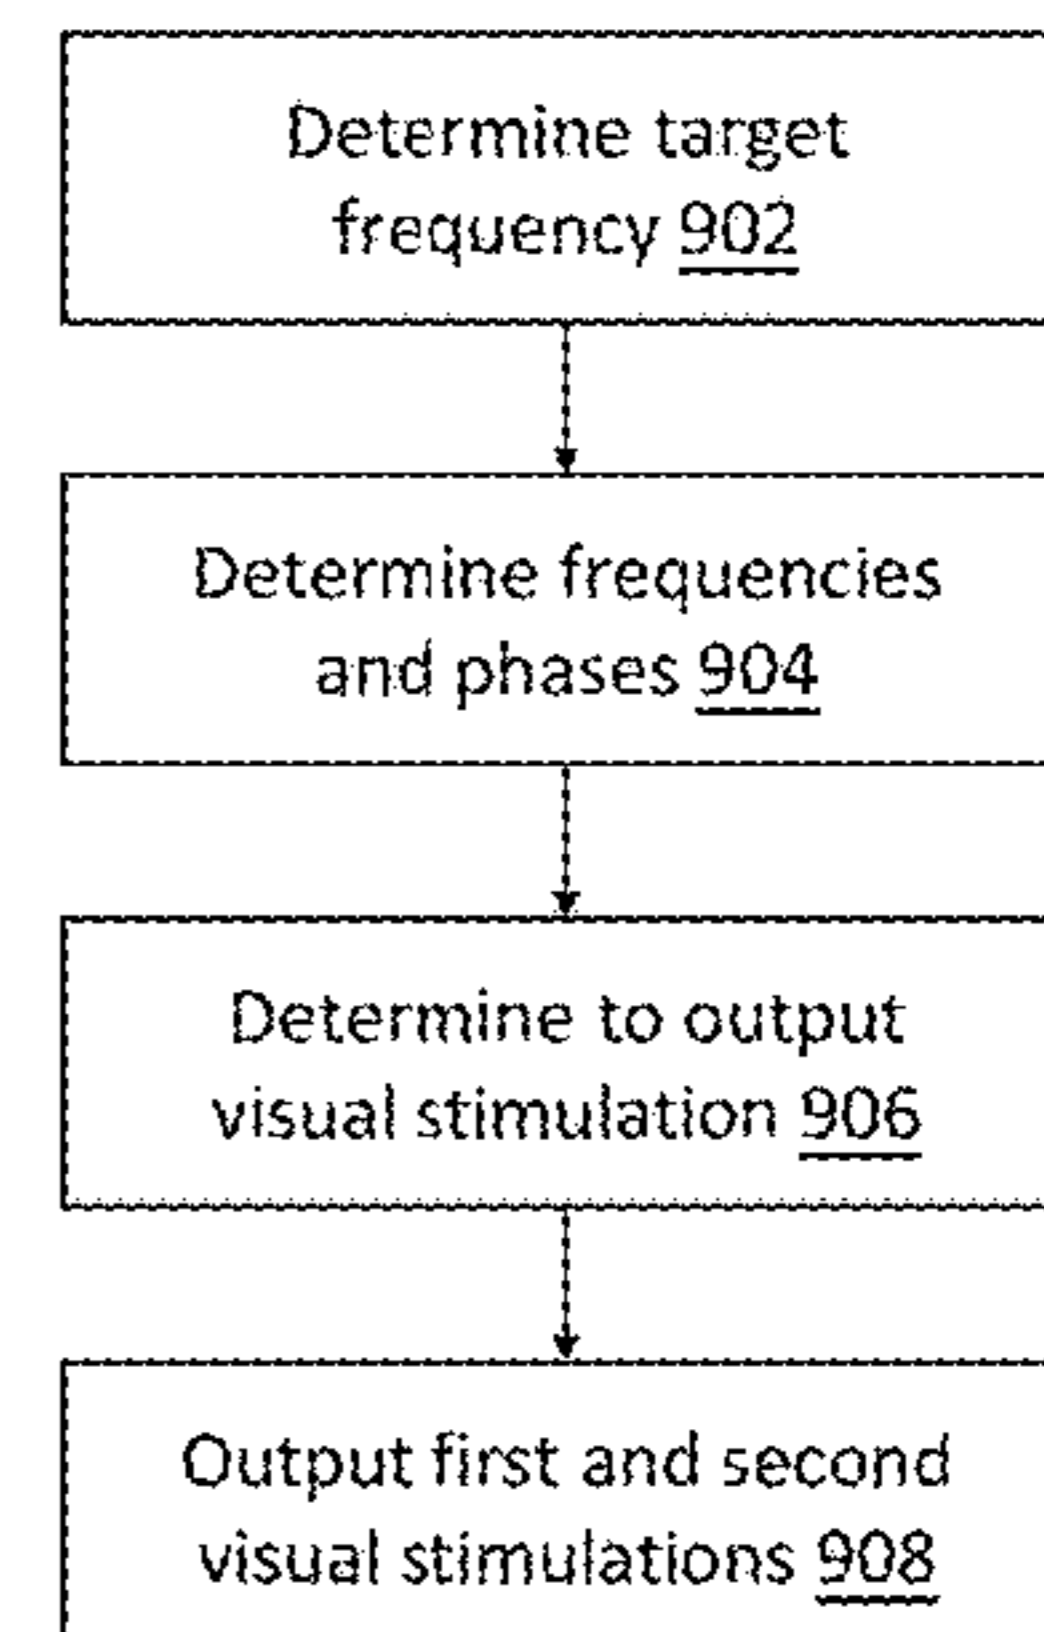 Determine target
frequency 902
Determine frequencies
and phases 904
Determine to output
visual stimulation 906
Output first and second
visual stimulations 908